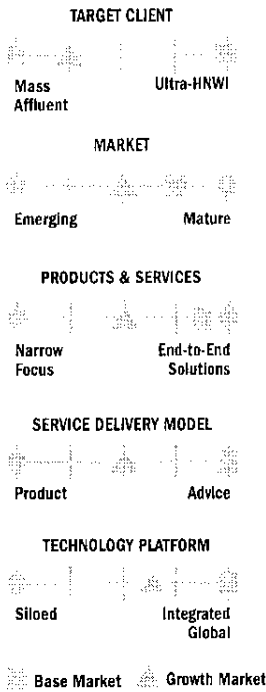 TARGET CLIENT
Mass Ultra-HNWI
Affluent
MARKET
Emerging Mature
PRODUCTS & SERVICES
Narrow End-to-End
Focus Solutions
SERVICE DELIVERY MODEL
Product Advice
TECHNOLOGY PLATFORM
Siloed Integrated
Global
Base Market Growth Market